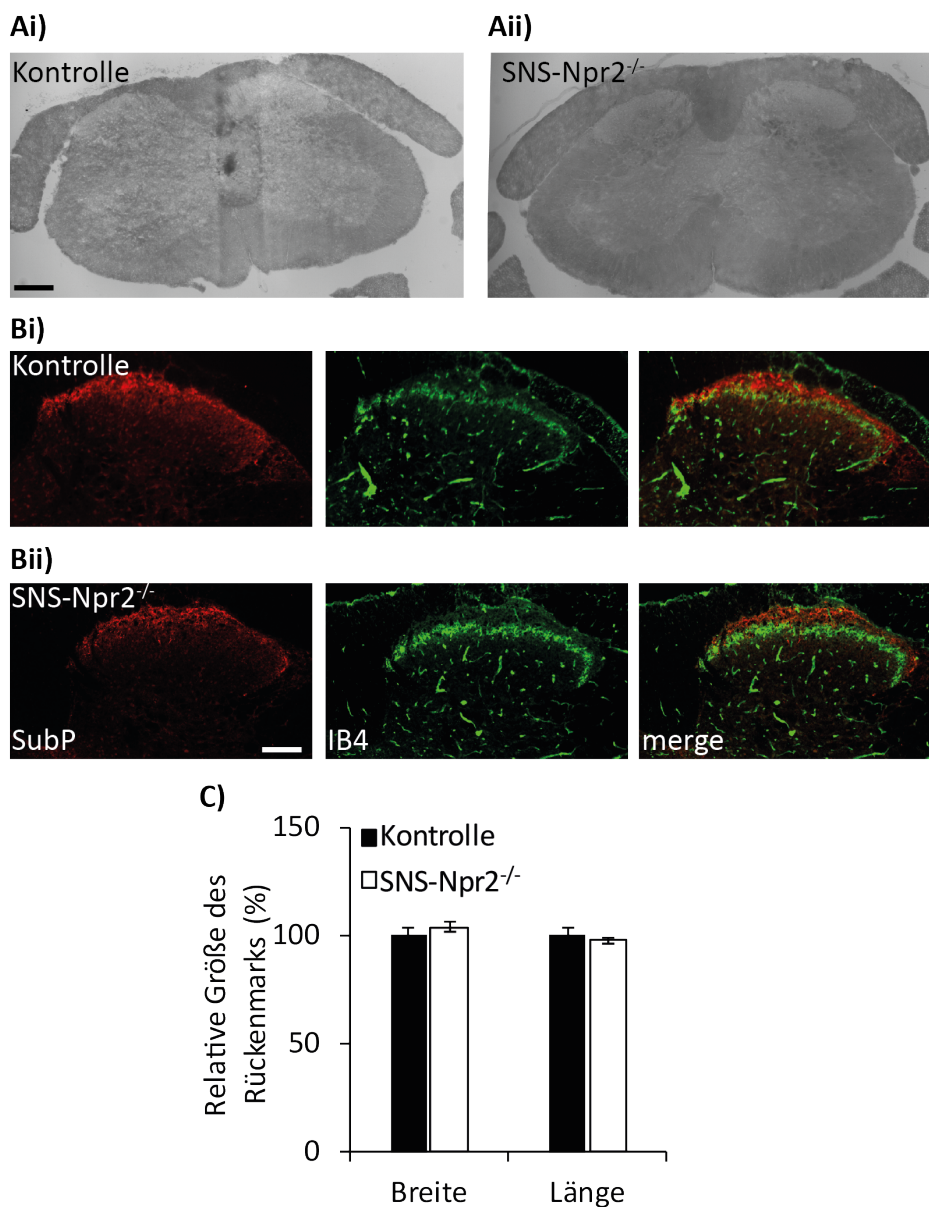 Ai)
Aii)
Kontrolle
SNS-Npr2-/-
Bi)
Kontrolle
Bii)
SNS-Npr2-/-
SubP
IB4
merge
C)
150
100
50
0
Relative Größe des
Rückenmarks (%)
Kontrolle
SNS-Npr2-/-
Breite
Länge